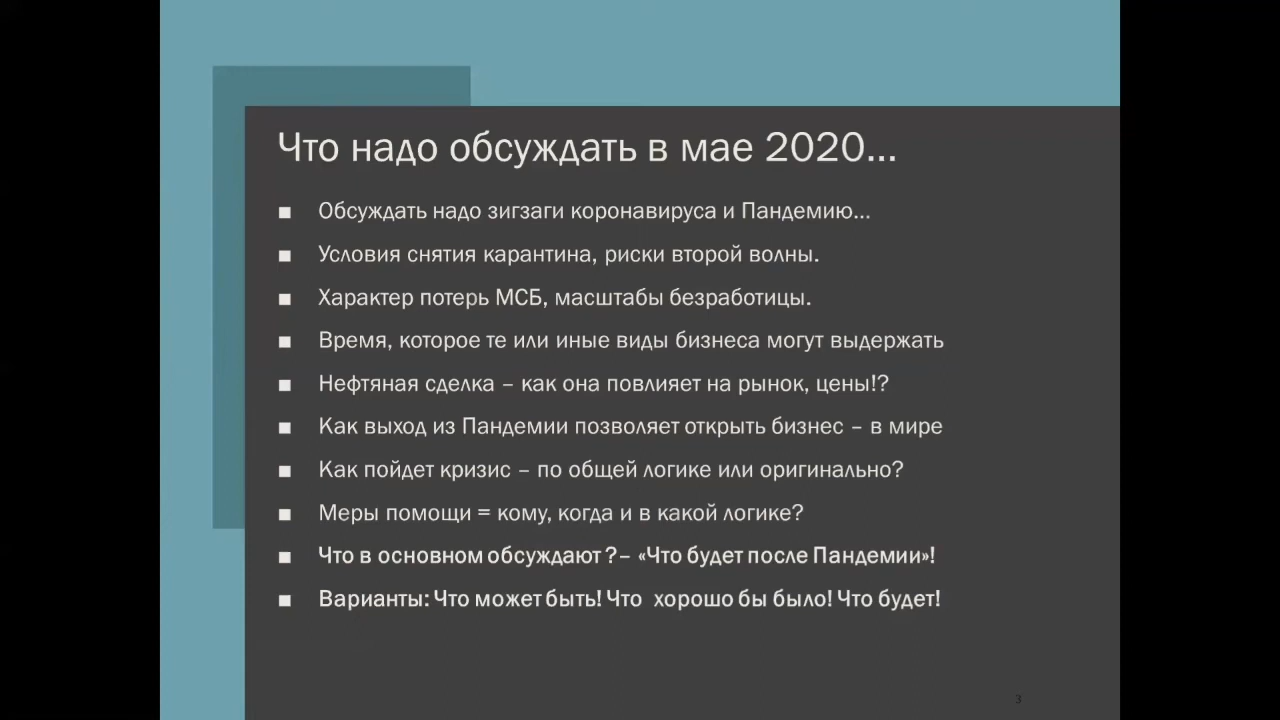 Что надо обсуждать в мае 2020...
■ Обсуждать надо зигзаги коронавируса и Пандемию...
■ Условия снятия карантина, риски второй волны.
■ Характер потерь МСБ, масштабы безработицы.
■ Время, которое те или иные виды бизнеса могут выдержать
■ Нефтяная сделка – как она повлияет на рынок, цены!?
■ Как выход из Пандемии позволяет открыть бизнес – в мире
■ Как пойдет кризис – по общей логике или оригинально?
■ Меры помощи = кому, когда и в какой логике?
■ Что в основном обсуждают ?– «Что будет после Пандемии»!
■ Варианты: Что может быть! Что  хорошо бы было! Что будет!
3